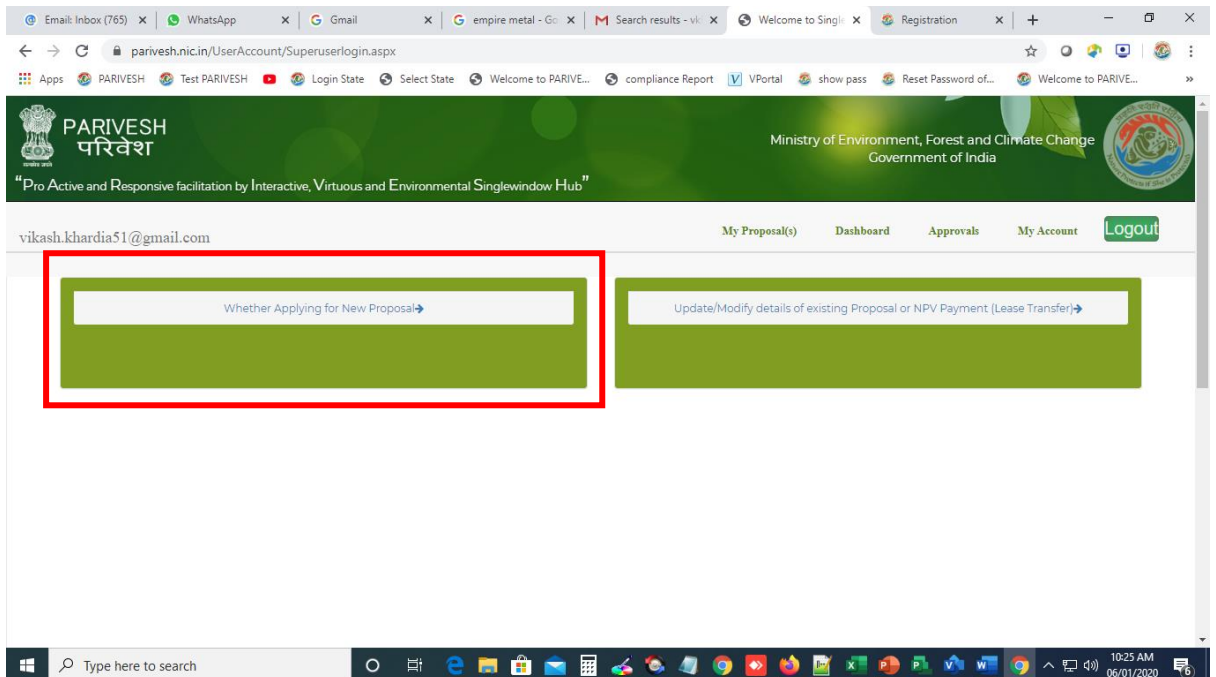 Email: Inbox (765)
WhatsApp
Gmail
empire metal - Go
Search results - vk
Welcome to Single
Registration
parivesh.nic.in/UserAccount/Superuserlogin.aspx
Apps
PARIVESH
Test PARIVESH
Login State
Select State
Welcome to PARIVE...
compliance Report
VPortal
show pass
Reset Password of...
Welcome to PARIVE...
»
PARIVESH
परिवेश
सत्यमेव जयते
Ministry of Environment, Forest and Climate Change
Government of India
“Pro Active and Responsive facilitation by Interactive, Virtuous and Environmental Singlewindow Hub”
vikash.khardia51@gmail.com
My Proposal(s)
Dashboard
Approvals
My Account
Logout
Whether Applying for New Proposal➔
Update/Modify details of existing Proposal or NPV Payment (Lease Transfer)➔
Type here to search
10:25 AM
06/01/2020
6